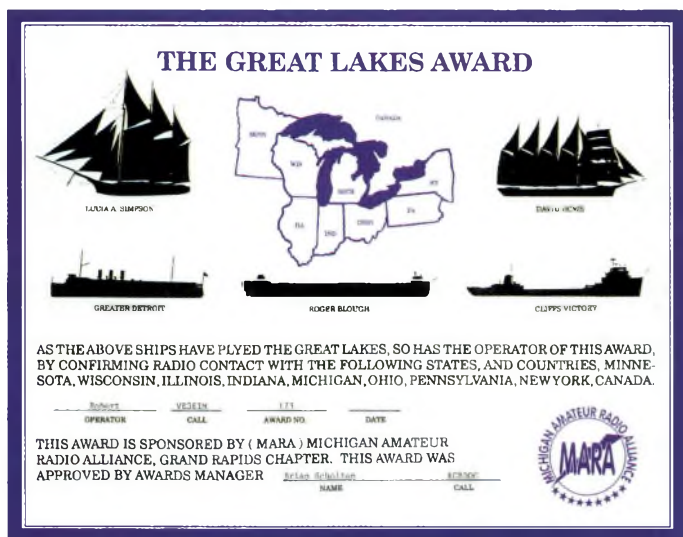 THE GREAT LAKES AWARD
CANADA
MINN
WIS
MICH
NY
PA
ILL
IND
OHIO
LUCIA A. SIMPSON
DAVID DOWS
GREATER DETROIT
ROGER BLOUGH
CLIFFS VICTORY
AS THE ABOVE SHIPS HAVE PLYED THE GREAT LAKES, SO HAS THE OPERATOR OF THIS AWARD,
BY CONFIRMING RADIO CONTACT WITH THE FOLLOWING STATES, AND COUNTRIES, MINNE-
SOTA, WISCONSIN, ILLINOIS, INDIANA, MICHIGAN, OHIO, PENNSYLVANIA, NEW YORK, CANADA.
Robert
OPERATOR CALL AWARD NO. DATE
THIS AWARD IS SPONSORED BY ( MARA ) MICHIGAN AMATEUR
RADIO ALLIANCE, GRAND RAPIDS CHAPTER. THIS AWARD WAS
APPROVED BY AWARDS MANAGER Brian Scholten
NAME CALL
MICHIGAN AMATEUR RADIO ALLIANCE
MARA